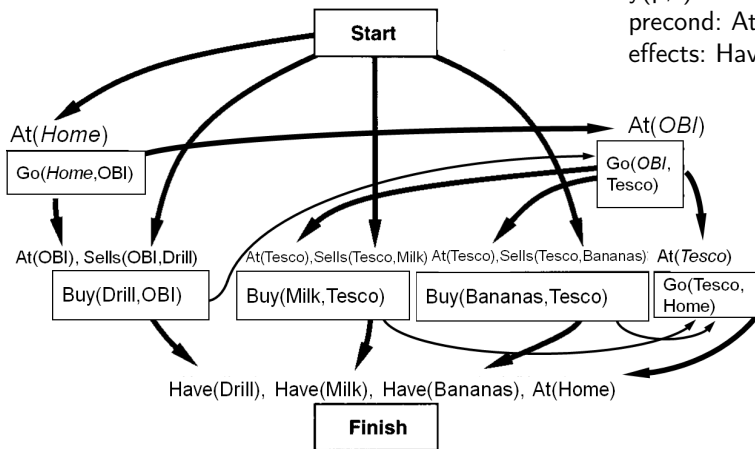 precond: At
effects: Hav
Start
At(Home)
At(OBI)
Go(Home,OBI)
Go(OBI,
Tesco)
At(OBI), Sells(OBI,Drill)
At(Tesco),Sells(Tesco,Milk)
At(Tesco),Sells(Tesco,Bananas)
At(Tesco)
Buy(Drill,OBI)
Buy(Milk,Tesco)
Buy(Bananas,Tesco)
Go(Tesco,
Home)
Have(Drill), Have(Milk), Have(Bananas), At(Home)
Finish